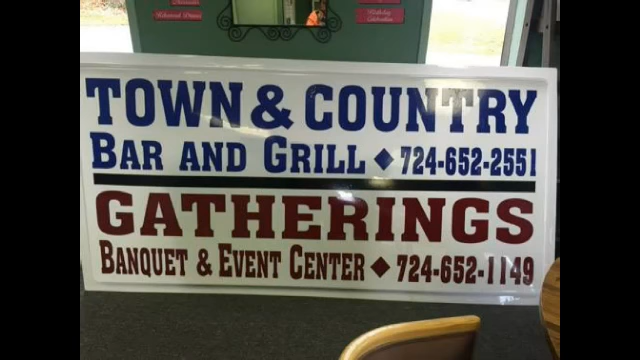 TOWN & COUNTRY
BAR AND GRILL ◆ 724-652-2551
GATHERINGS
BANQUET & EVENT CENTER ◆ 724-652-1149